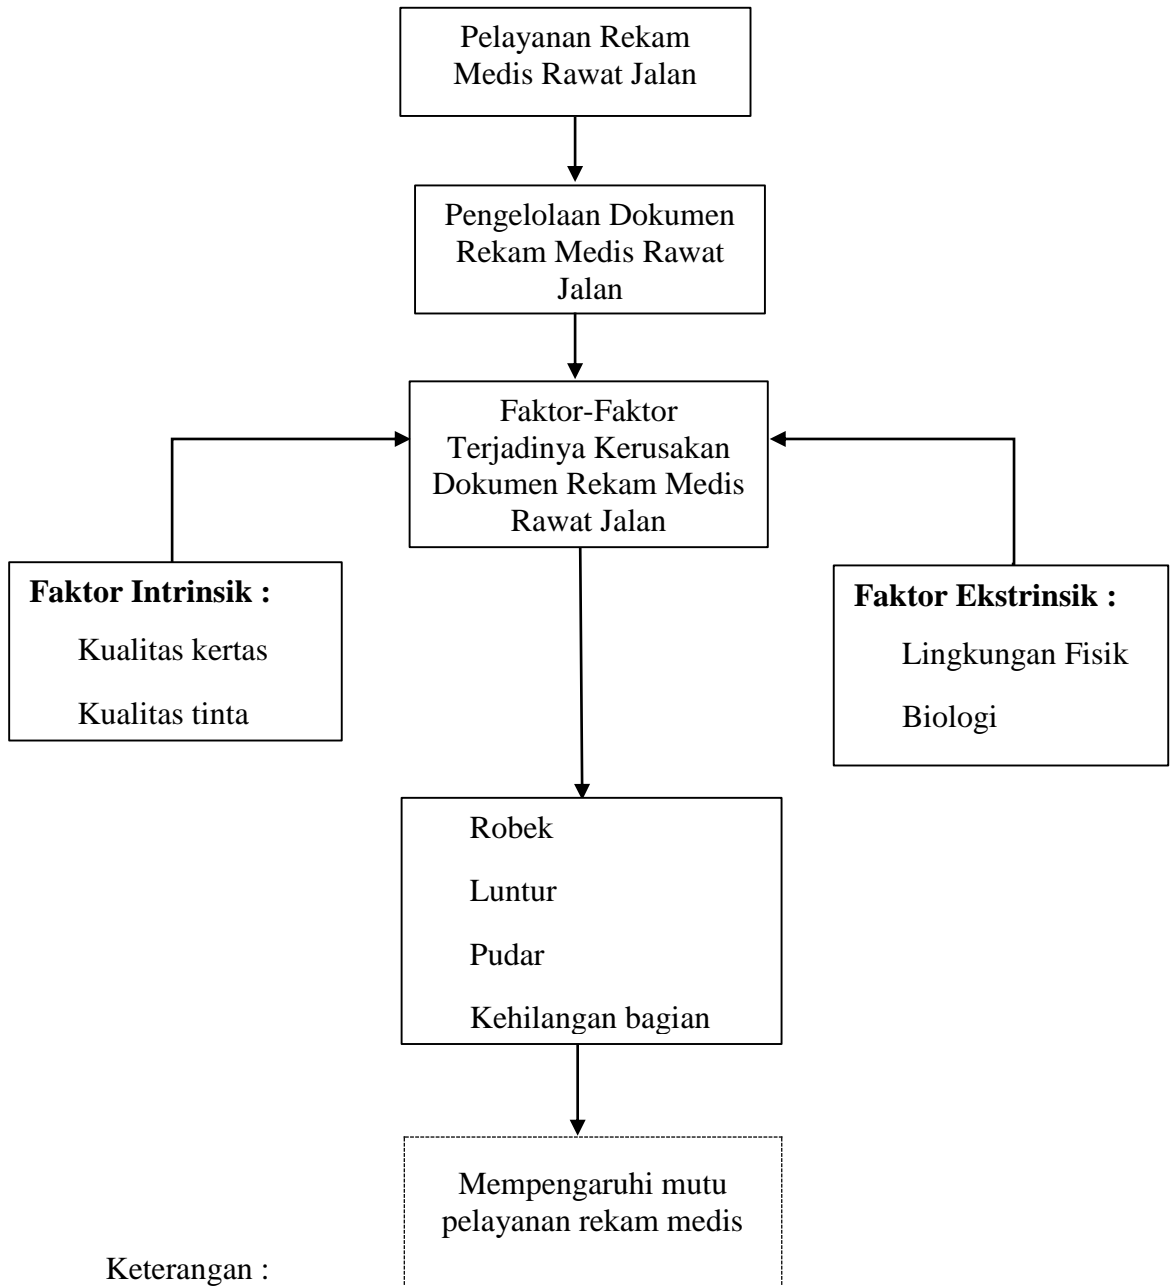 Pelayanan Rekam
Medis Rawat Jalan
Pengelolaan Dokumen
Rekam Medis Rawat
Jalan
Faktor-Faktor
Terjadinya Kerusakan
Dokumen Rekam Medis
Rawat Jalan
Faktor Intrinsik :
Kualitas kertas
Kualitas tinta
Faktor Ekstrinsik :
Lingkungan Fisik
Biologi
Robek
Luntur
Pudar
Kehilangan bagian
Mempengaruhi mutu
pelayanan rekam medis
Keterangan :